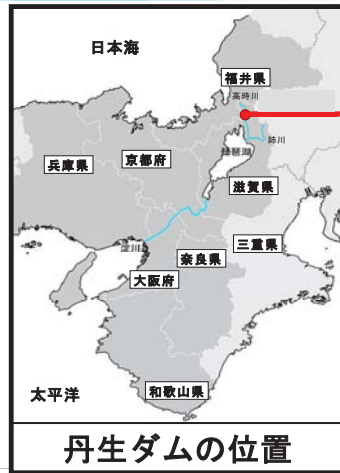 日本海
福井県
高時川
姉川
琵琶湖
兵庫県
京都府
滋賀県
三重県
淀川
奈良県
大阪府
太平洋
和歌山県
丹生ダムの位置